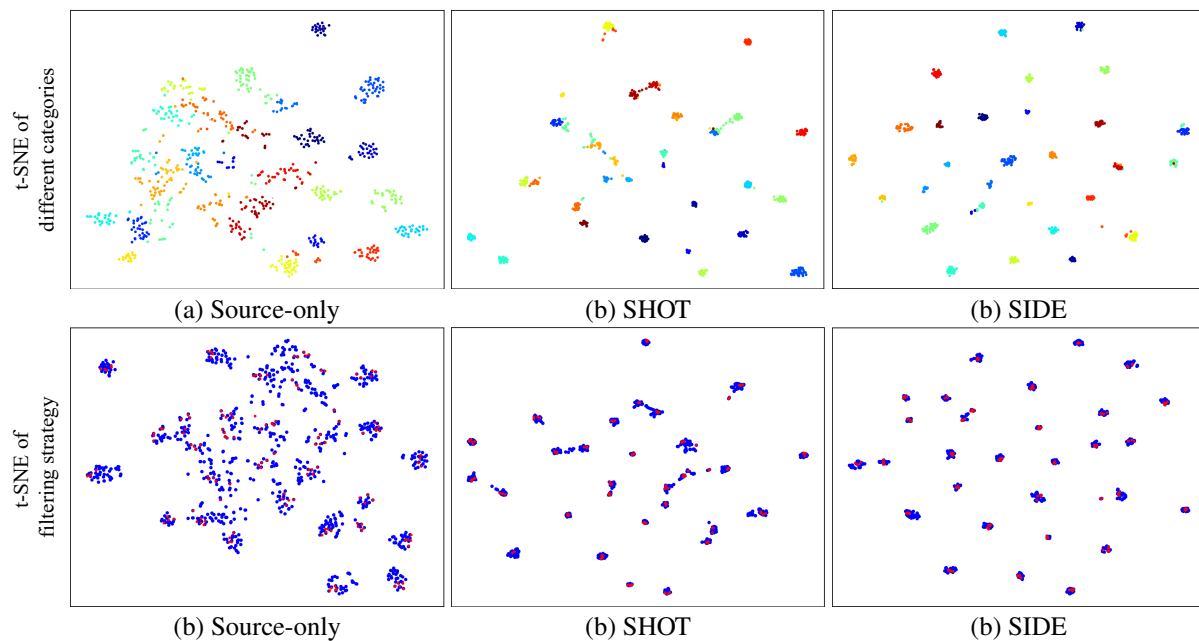 t-SNE of
different categories
(a) Source-only
(b) SHOT
(b) SIDE
t-SNE of
filtering strategy
(b) Source-only
(b) SHOT
(b) SIDE